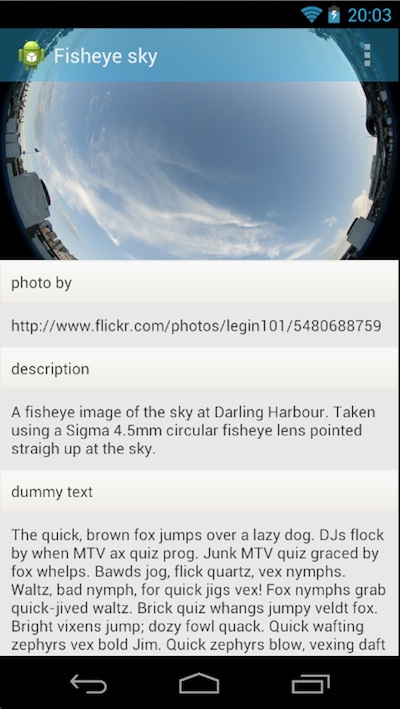 20:03
Fisheye sky
photo by
http://www.flickr.com/photos/legin101/5480688759
description
A fisheye image of the sky at Darling Harbour. Taken
using a Sigma 4.5mm circular fisheye lens pointed
straigh up at the sky.
dummy text
The quick, brown fox jumps over a lazy dog. DJs flock
by when MTV ax quiz prog. Junk MTV quiz graced by
fox whelps. Bawds jog, flick quartz, vex nymphs.
Waltz, bad nymph, for quick jigs vex! Fox nymphs grab
quick-jived waltz. Brick quiz whangs jumpy veldt fox.
Bright vixens jump; dozy fowl quack. Quick wafting
zephyrs vex bold Jim. Quick zephyrs blow, vexing daft